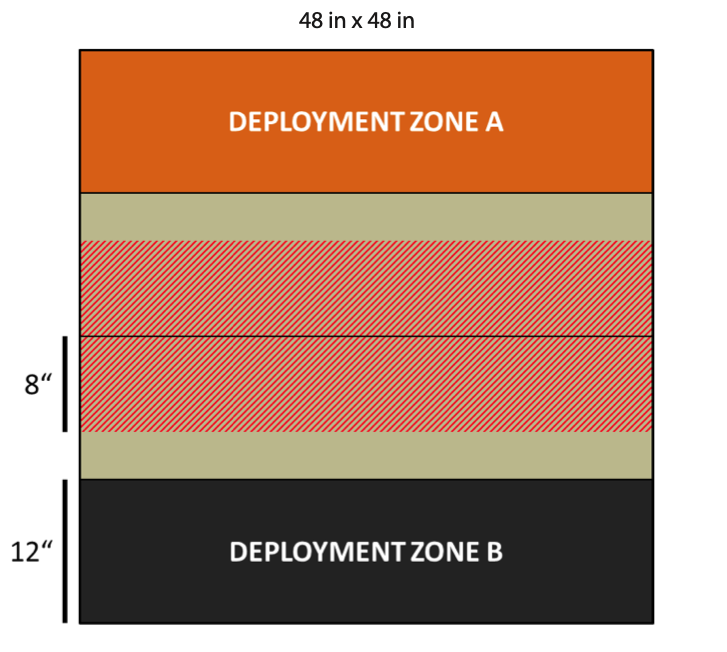 48 in x 48 in
DEPLOYMENT ZONE A
8“
12“
DEPLOYMENT ZONE B